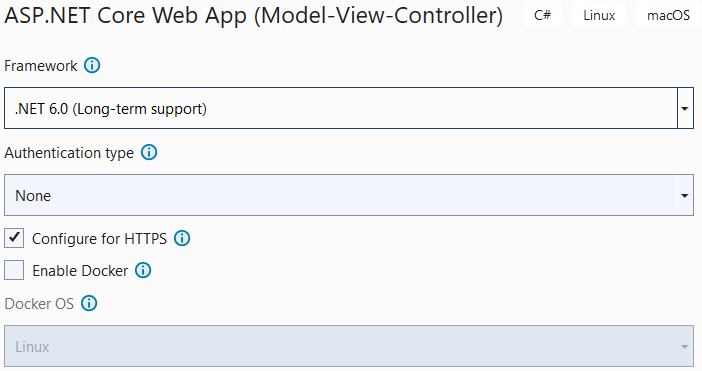 ASP.NET Core Web App (Model-View-Controller) C# Linux macOS
Framework
.NET 6.0 (Long-term support)
Authentication type
None
Configure for HTTPS
Enable Docker
Docker OS
Linux